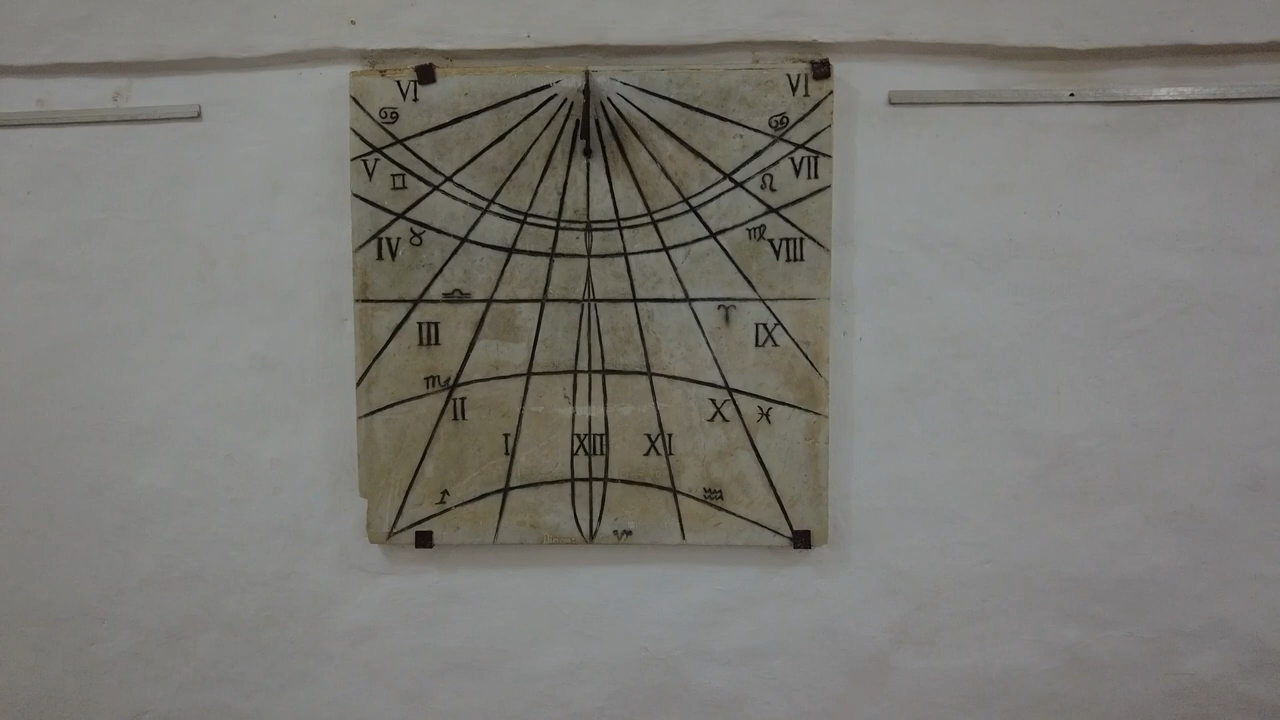 VI VI
♋ ♋
V ♊ ♌ VII
IV ♉ ♍ VIII
♎ ♈
III IX
♏
II X ♓
I XII XI
♐ ♒
♑